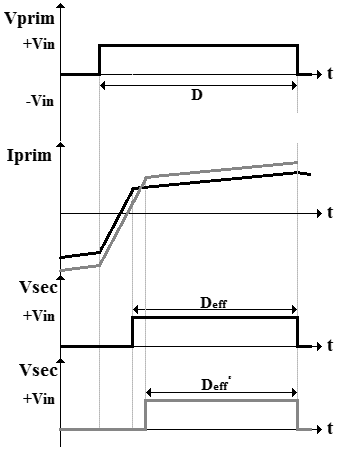 Vprim
+Vin
t
-Vin
D
Iprim
t
Vsec
+Vin
Deff
t
Vsec
+Vin
Deff'
t